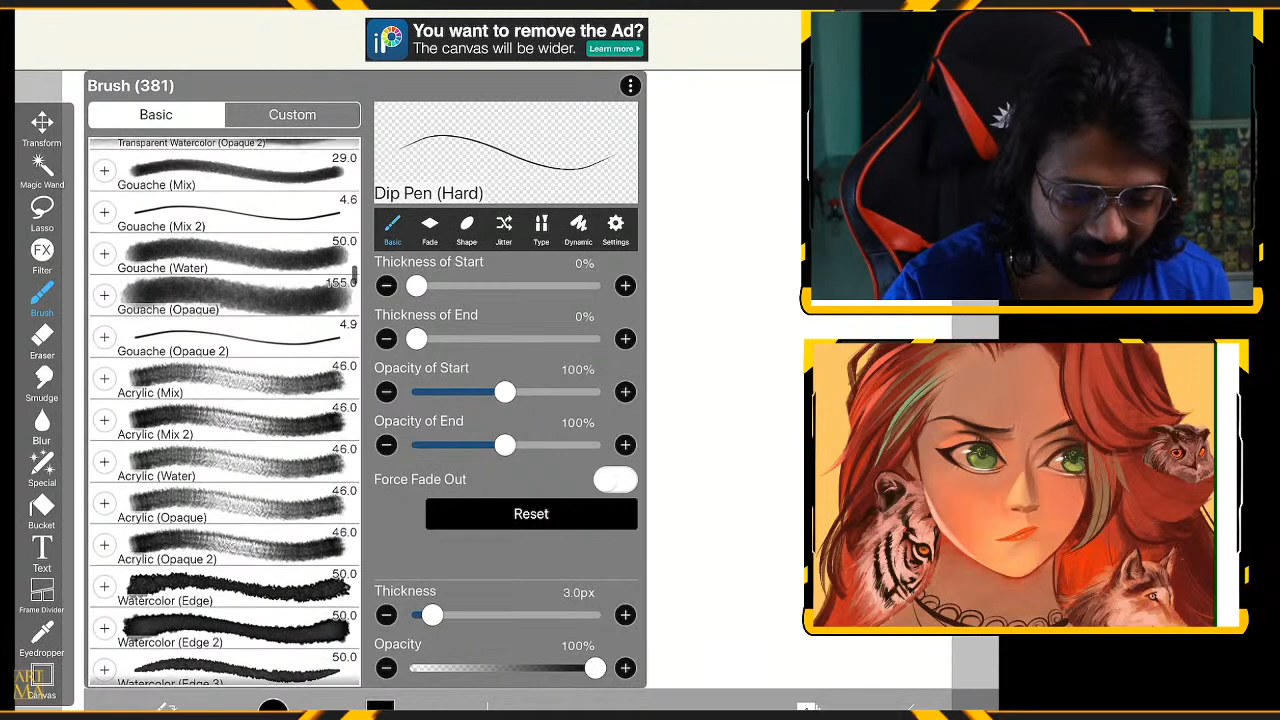 You want to remove the Ad?
The canvas will be wider.
Learn more
iP
Brush (381)
Basic
Custom
Transparent Watercolor (Opaque 2)
29.0
Gouache (Mix)
4.6
Gouache (Mix 2)
50.0
Gouache (Water)
155.0
Gouache (Opaque)
4.9
Gouache (Opaque 2)
46.0
Acrylic (Mix)
46.0
Acrylic (Mix 2)
46.0
Acrylic (Water)
46.0
Acrylic (Opaque)
46.0
Acrylic (Opaque 2)
50.0
Watercolor (Edge)
50.0
Watercolor (Edge 2)
50.0
Watercolor (Edge 3)
Transform
Magic Wand
Lasso
FX
Filter
Brush
Eraser
Smudge
Blur
Special
Bucket
Text
Frame Divider
Eyedropper
Canvas
Dip Pen (Hard)
Basic
Fade
Shape
Jitter
Type
Dynamic
Settings
Thickness of Start
0%
Thickness of End
0%
Opacity of Start
100%
Opacity of End
100%
Force Fade Out
Reset
Thickness
3.0px
Opacity
100%